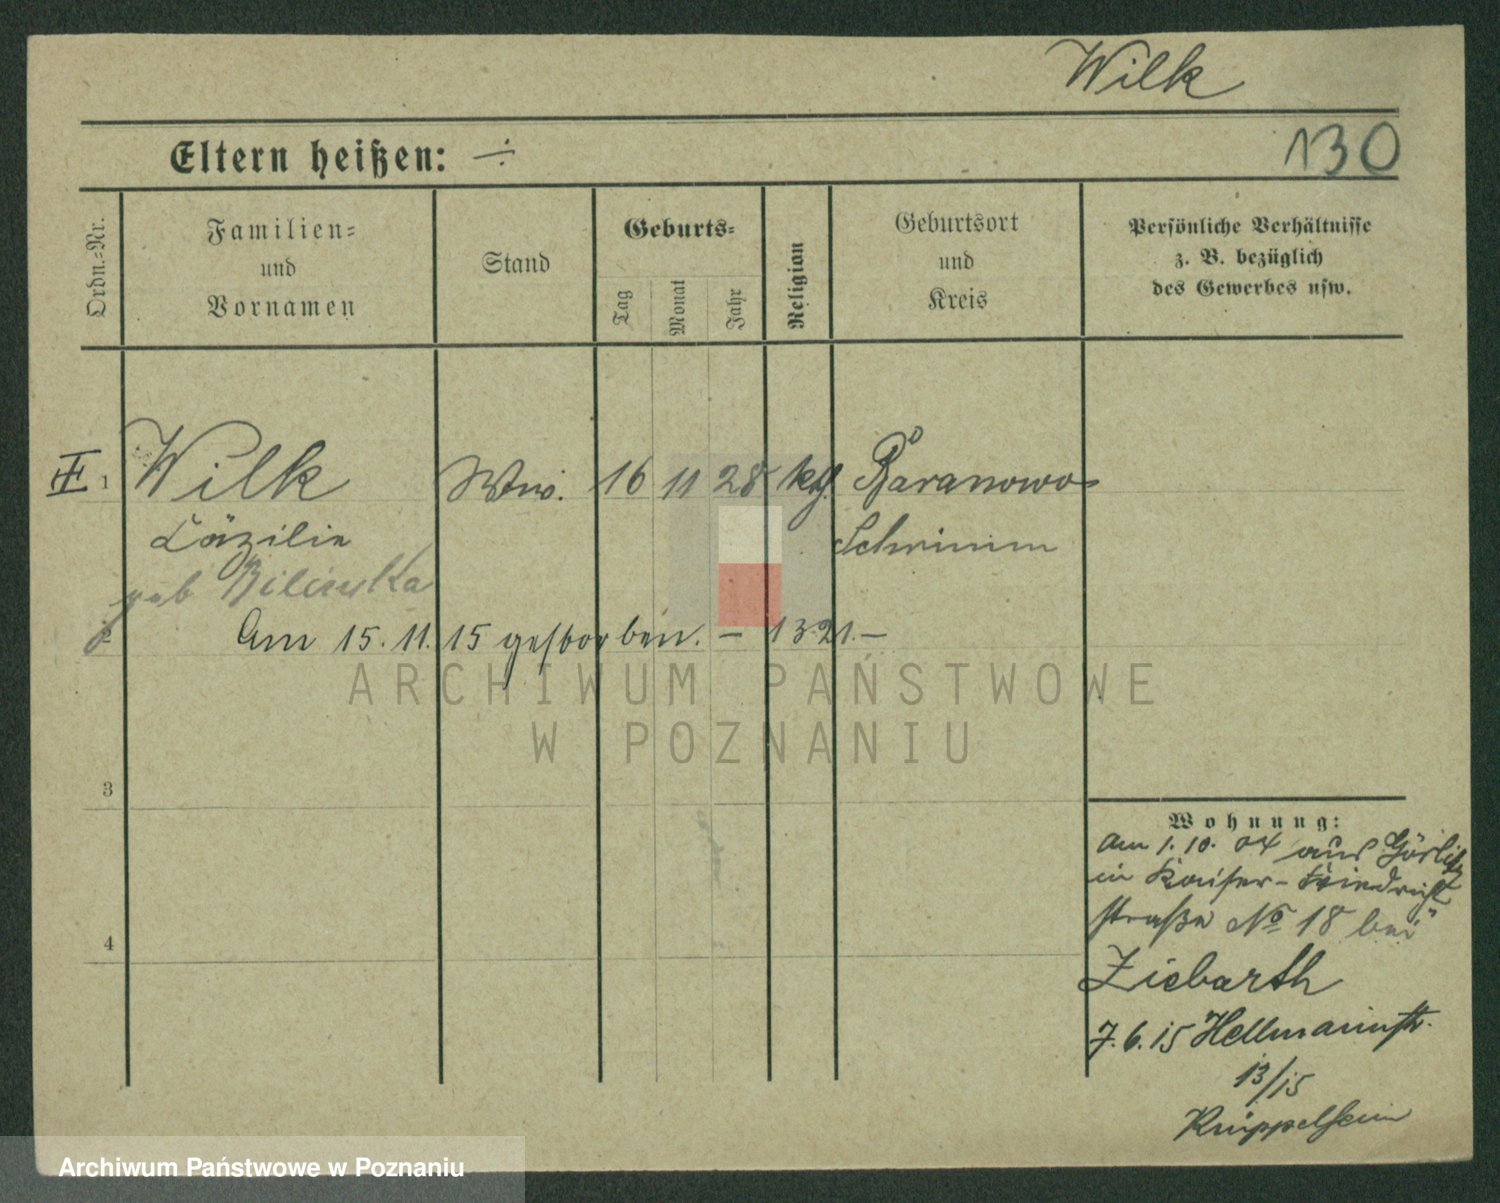 Wilk
Eltern heißen: ÷
130
Ordn.-Nr.
Familien-
und
Vornamen
Stand
Geburts-
Tag
Monat
Jahr
Religion
Geburtsort
und
Kreis
Persönliche Verhältnisse
z. B. bezüglich
des Gewerbes usw.
1 Wilk Wwe. 16 11 28 kth. Baranowo
Cäzilie Schrimm
geb Bilinska
2 Am 15.11.15 gestorben. – 1321. –
ARCHIWUM PAŃSTWOWE
W POZNANIU
3
4
Wohnung:
Am 1. 10. 04 aus Görlitz
in Kaiser-Friedrich
straße No 18 bei
Ziebarth
7.6.15 Hellmannstr.
13/15
Archiwum Państwowe w Poznaniu